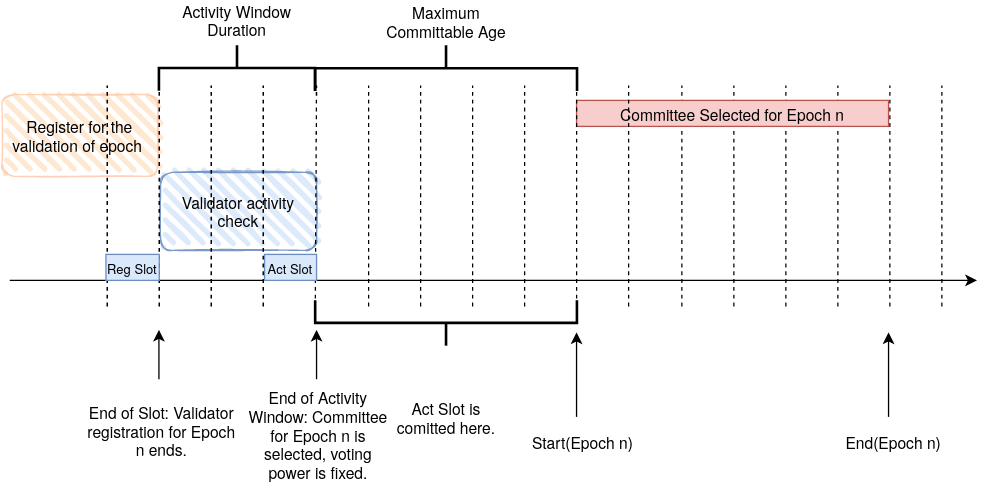 Activity Window
Duration
Maximum
Committable Age
Register for the
validation of epoch
Committee Selected for Epoch n
Validator activity
check
Reg Slot
Act Slot
End of Slot: Validator
registration for Epoch
n ends.
End of Activity
Window: Committee
for Epoch n is
selected, voting
power is fixed.
Act Slot is
comitted here.
Start(Epoch n)
End(Epoch n)